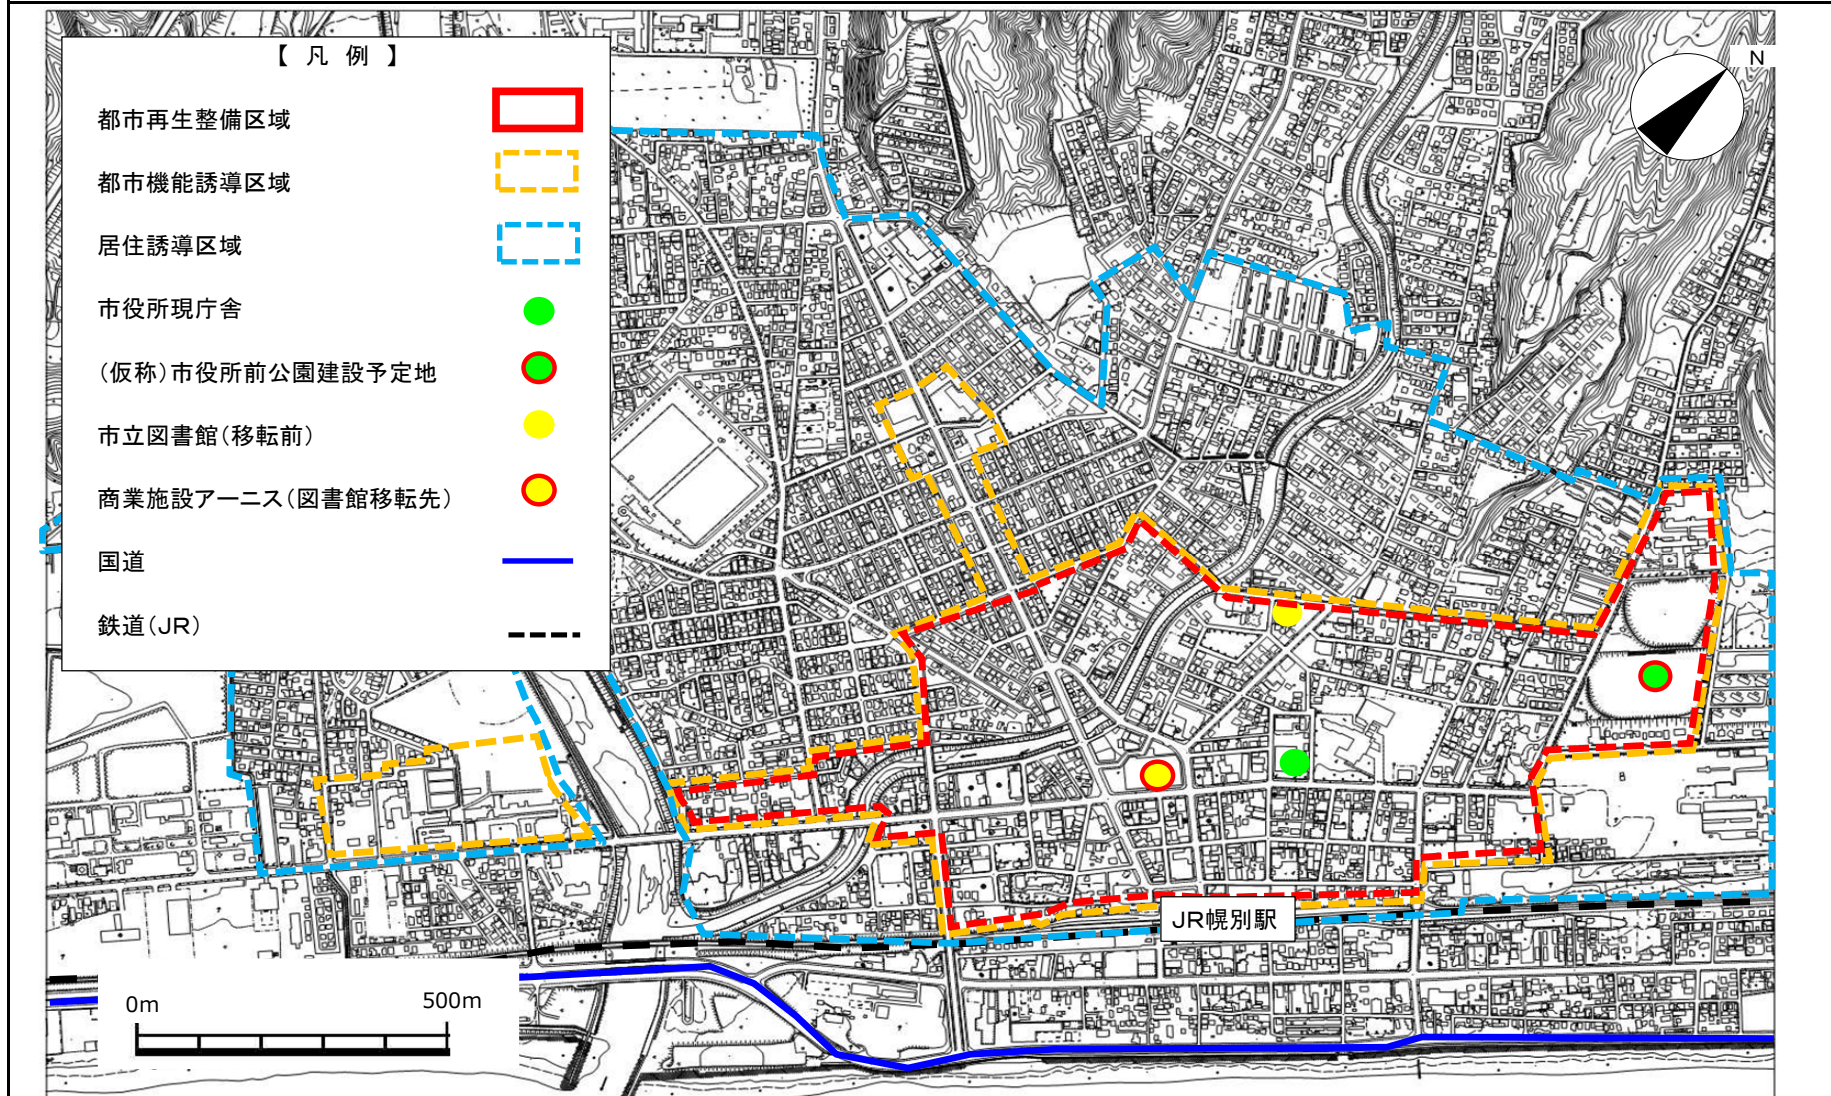 【 凡 例 】
都市再生整備区域
都市機能誘導区域
居住誘導区域
市役所現庁舎
(仮称)市役所前公園建設予定地
市立図書館(移転前)
商業施設アーニス(図書館移転先)
国道
鉄道(JR)
N
JR幌別駅
0m 500m